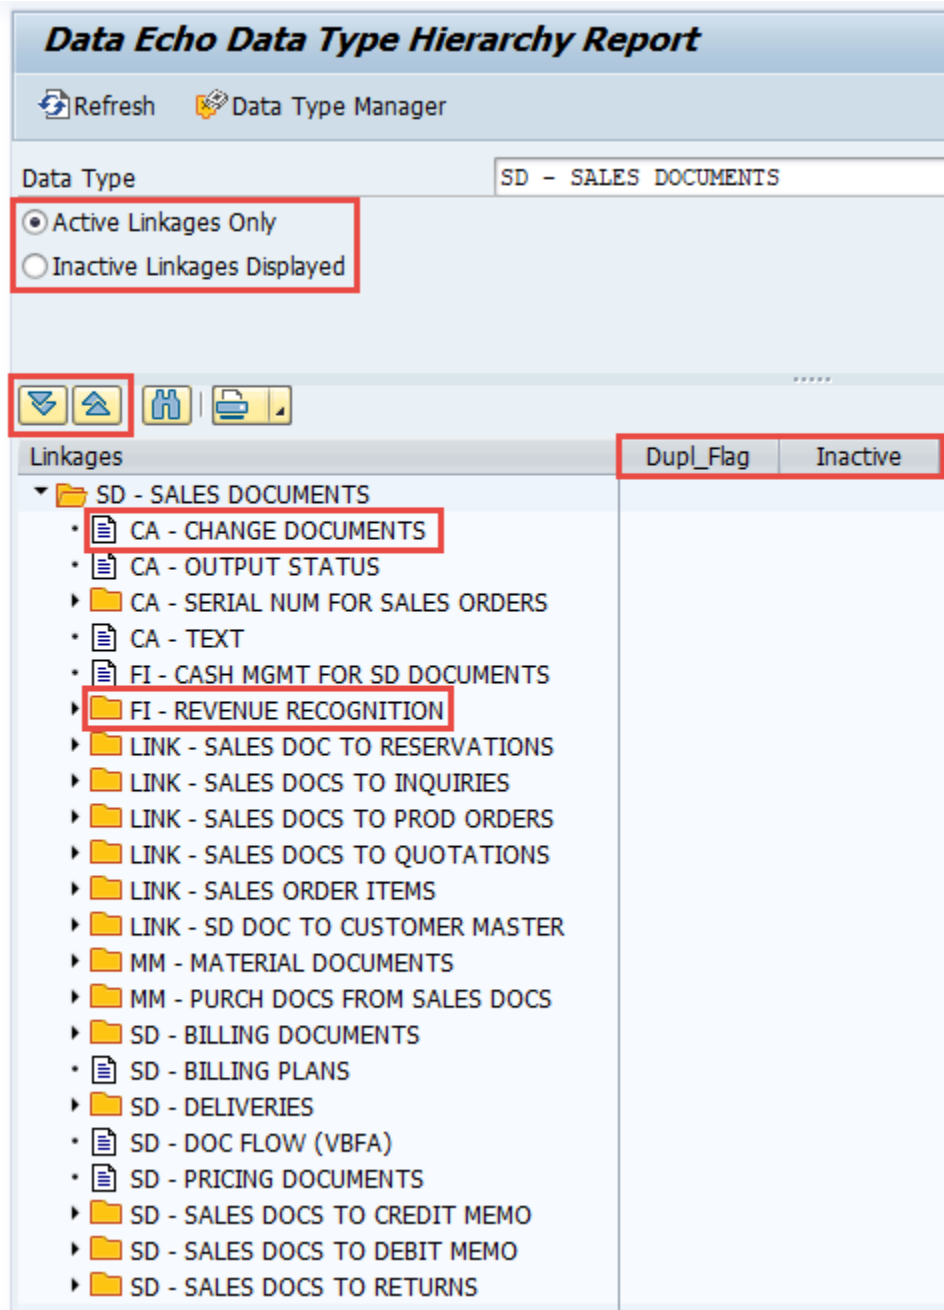 Data Echo Data Type Hierarchy Report
Refresh Data Type Manager
Data Type SD - SALES DOCUMENTS
Active Linkages Only
Inactive Linkages Displayed
Linkages Dupl_Flag Inactive
SD - SALES DOCUMENTS
CA - CHANGE DOCUMENTS
CA - OUTPUT STATUS
CA - SERIAL NUM FOR SALES ORDERS
CA - TEXT
FI - CASH MGMT FOR SD DOCUMENTS
FI - REVENUE RECOGNITION
LINK - SALES DOC TO RESERVATIONS
LINK - SALES DOCS TO INQUIRIES
LINK - SALES DOCS TO PROD ORDERS
LINK - SALES DOCS TO QUOTATIONS
LINK - SALES ORDER ITEMS
LINK - SD DOC TO CUSTOMER MASTER
MM - MATERIAL DOCUMENTS
MM - PURCH DOCS FROM SALES DOCS
SD - BILLING DOCUMENTS
SD - BILLING PLANS
SD - DELIVERIES
SD - DOC FLOW (VBFA)
SD - PRICING DOCUMENTS
SD - SALES DOCS TO CREDIT MEMO
SD - SALES DOCS TO DEBIT MEMO
SD - SALES DOCS TO RETURNS